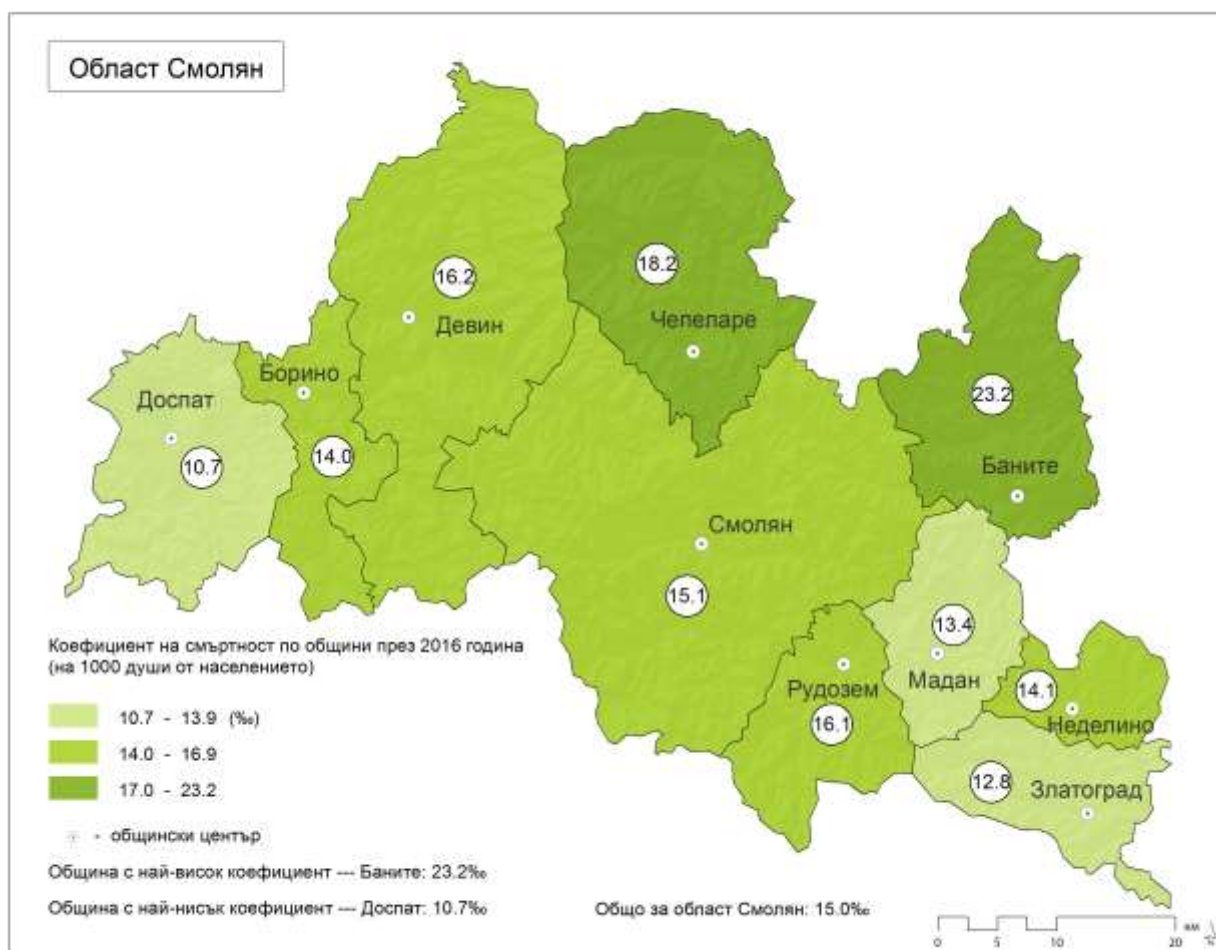 Област Смолян
16.2
Девин
18.2
Чепеларе
Борино
Доспат
14.0
10.7
23.2
Баните
Смолян
15.1
13.4
Мадан
Рудозем
16.1
14.1
Неделино
12.8
Златоград
Коефициент на смъртност по общини през 2016 година
(на 1000 души от населението)
10.7 - 13.9 (‰)
14.0 - 16.9
17.0 - 23.2
- общински център
Община с най-висок коефициент --- Баните: 23.2‰
Община с най-нисък коефициент --- Доспат: 10.7‰
Общо за област Смолян: 15.0‰
км
0 5 10 20